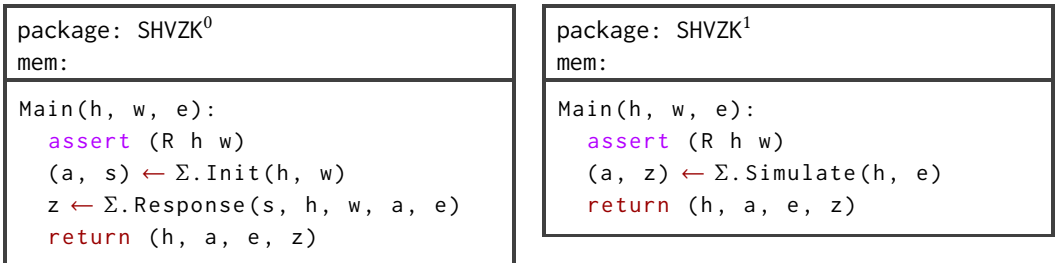 package: SHVZK⁰
mem:
Main(h, w, e):
  assert (R h w)
  (a, s) ← Σ.Init(h, w)
  z ← Σ.Response(s, h, w, a, e)
  return (h, a, e, z)
package: SHVZK¹
mem:
Main(h, w, e):
  assert (R h w)
  (a, z) ← Σ.Simulate(h, e)
  return (h, a, e, z)